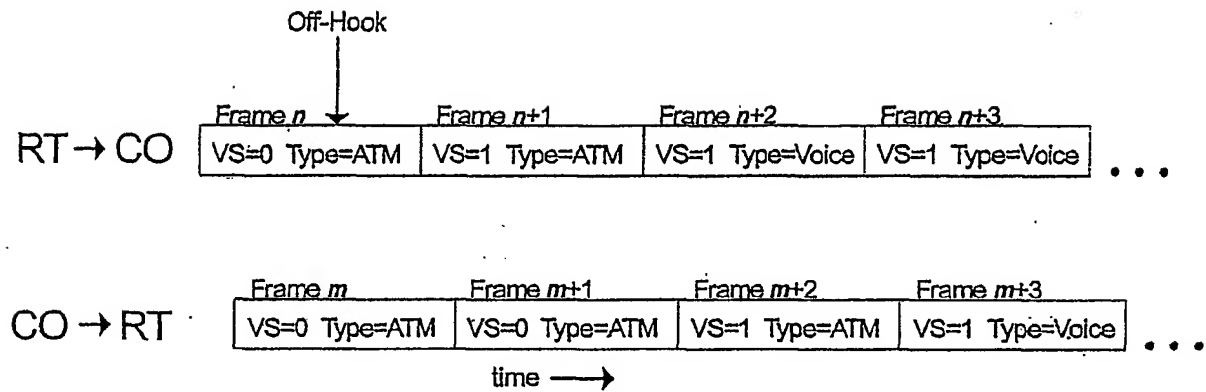 Off-Hook
Frame n Frame n+1 Frame n+2 Frame n+3
RT → CO VS=0 Type=ATM VS=1 Type=ATM VS=1 Type=Voice VS=1 Type=Voice • • •
Frame m Frame m+1 Frame m+2 Frame m+3
CO → RT VS=0 Type=ATM VS=0 Type=ATM VS=1 Type=ATM VS=1 Type=Voice • • •
time →